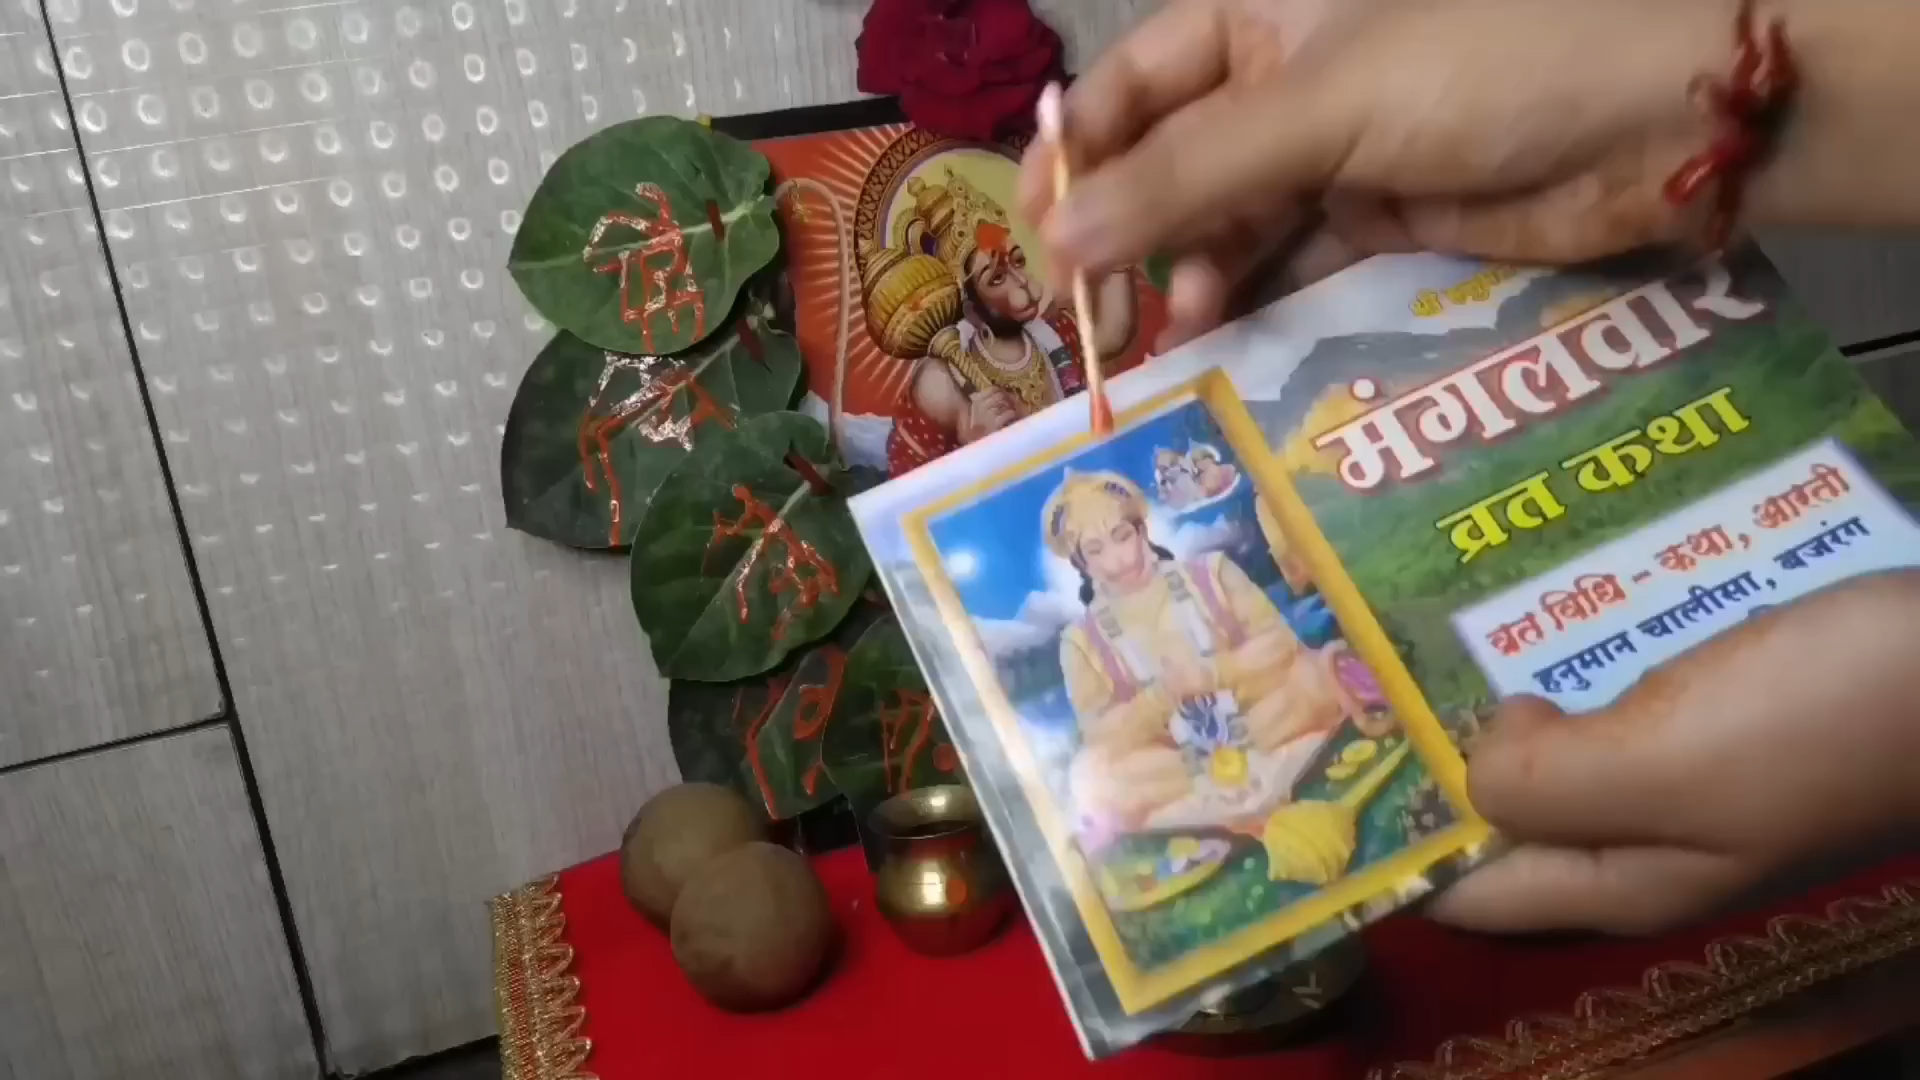 श्री
मंगलवार
व्रत कथा
व्रत विधि - कथा, आरती
हनुमान चालीसा, बजरंग